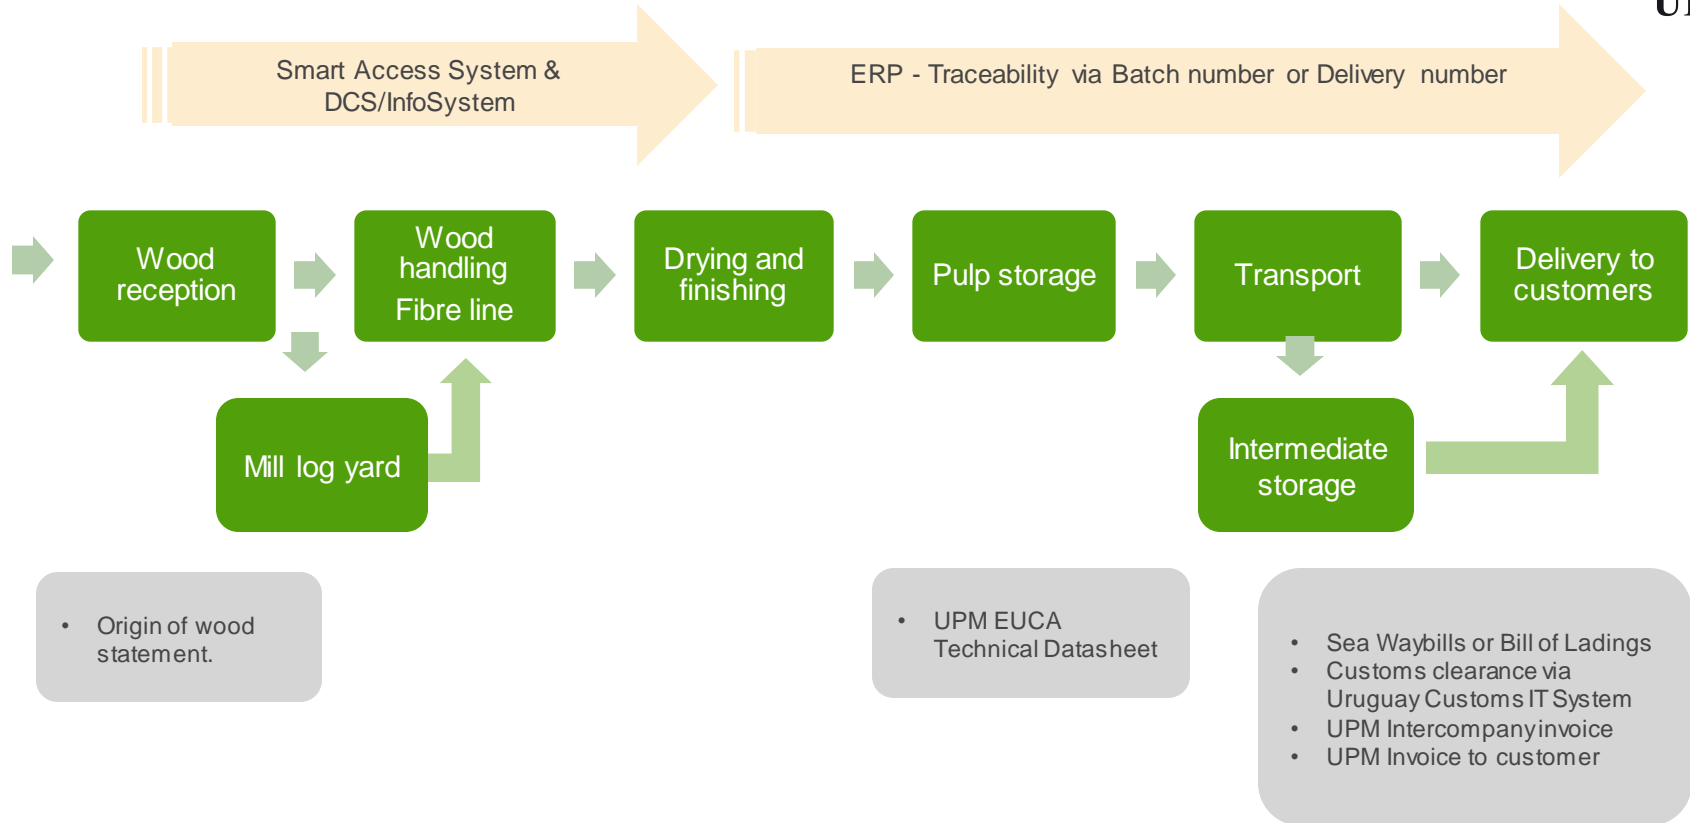 Smart Access System &
DCS/InfoSystem
ERP - Traceability via Batch number or Delivery number
Wood
reception
Wood
handling
Fibre line
Drying and
finishing
Pulp storage
Transport
Delivery to
customers
Mill log yard
Intermediate
storage
• Origin of wood
statement.
• UPM EUCA
Technical Datasheet
• Sea Waybills or Bill of Ladings
• Customs clearance via
Uruguay Customs IT System
• UPM Intercompany invoice
• UPM Invoice to customer